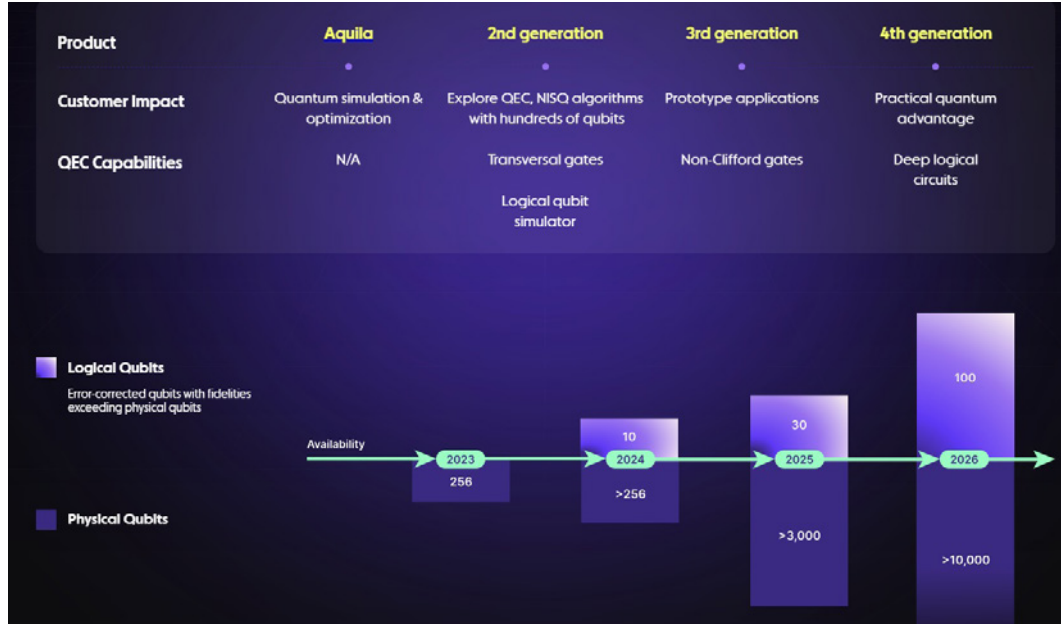 Product
Aquila
2nd generation
3rd generation
4th generation
Customer Impact
Quantum simulation &
optimization
Explore QEC, NISQ algorithms
with hundreds of qubits
Prototype applications
Practical quantum
advantage
QEC Capabilities
N/A
Transversal gates
Logical qubit
simulator
Non-Clifford gates
Deep logical
circuits
Logical Qubits
Error-corrected qubits with fidelities
exceeding physical qubits
10
30
100
Availability
2023
2024
2025
2026
Physical Qubits
256
>256
>3,000
>10,000